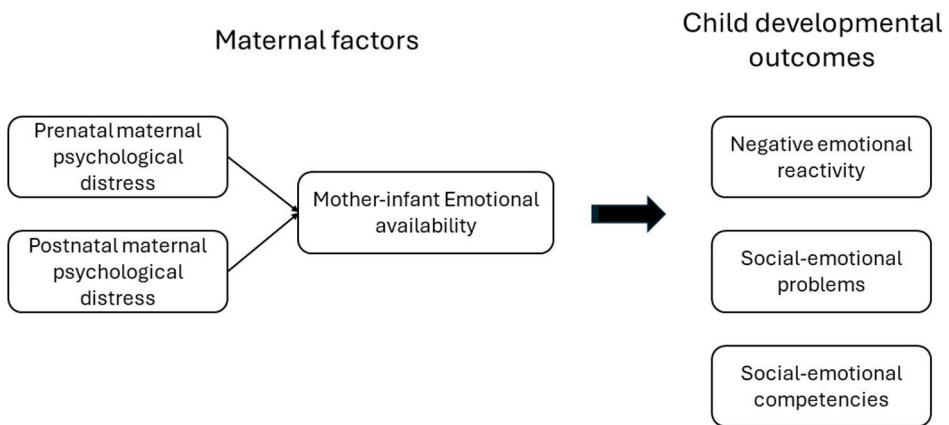 Maternal factors
Child developmental
outcomes
Prenatal maternal
psychological
distress
Postnatal maternal
psychological
distress
Mother-infant Emotional
availability
Negative emotional
reactivity
Social-emotional
problems
Social-emotional
competencies